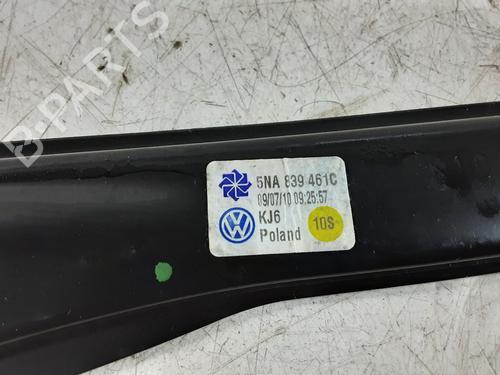 B-PARTS
5NA 839 461C
09/07/10 09:25:57
KJ6
Poland
10S